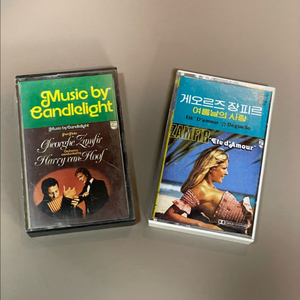 Music by
Candlelight
Music by Candlelight
Gheorghe Zamfir
Harry van Hoof
게오르즈 장피르
여름날의 사랑
ZAMFIR
"Eté d'Amour"